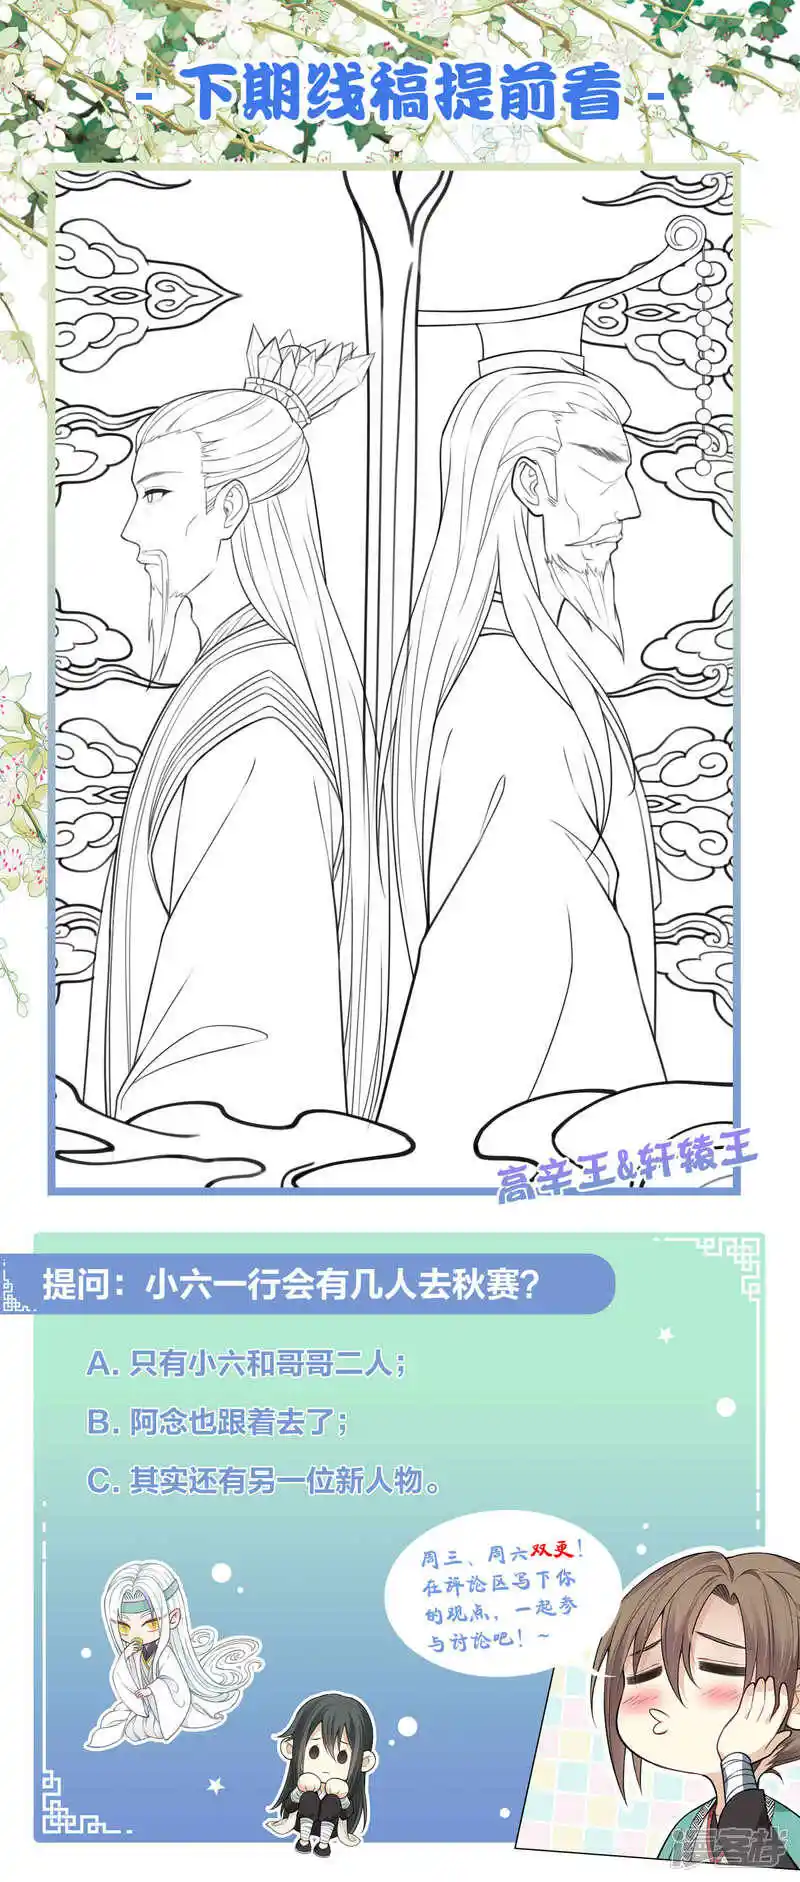 - 下期线稿提前看 -
高辛王&轩辕王
提问：小六一行会有几人去秋赛？
A. 只有小六和哥哥二人；
B. 阿念也跟着去了；
C. 其实还有另一位新人物。
周三、周六双更！
在评论区写下你
的观点，一起参
与讨论吧！~
漫客栈